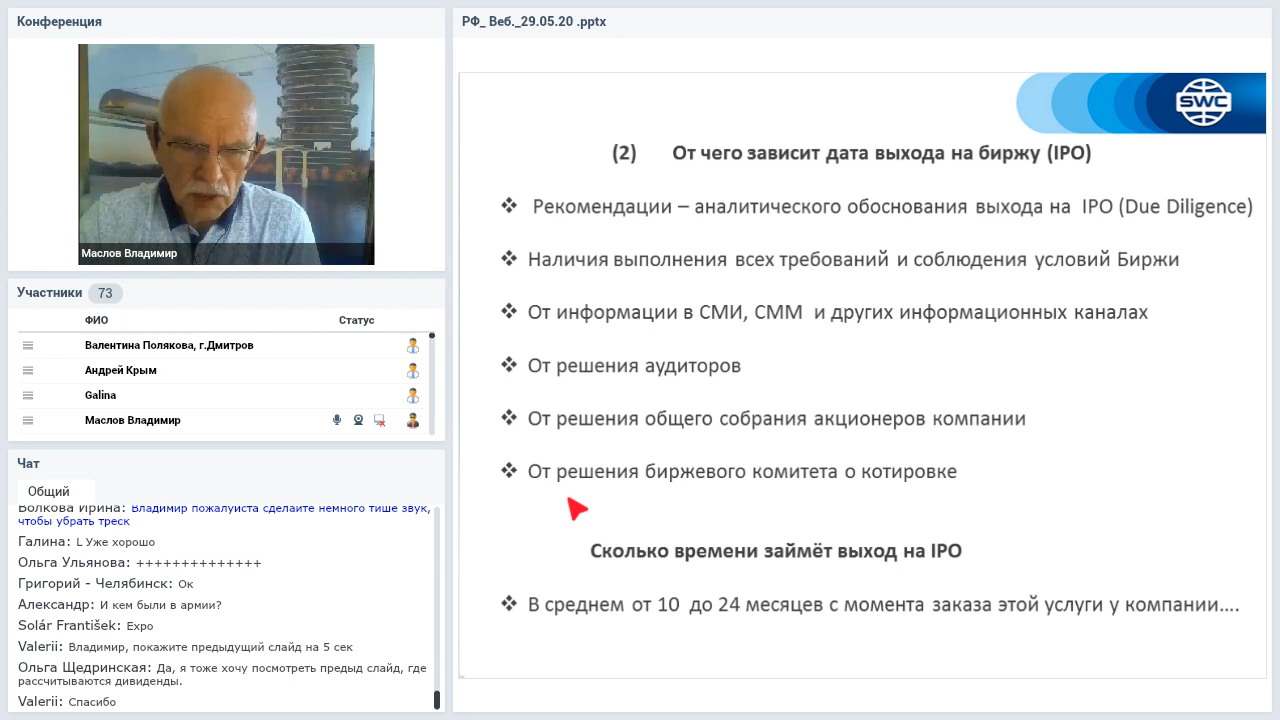 Конференция
Маслов Владимир
Участники 73
ФИО Статус
Валентина Полякова, г.Дмитров
Андрей Крым
Galina
Маслов Владимир
Чат
Общий
Волкова Ирина: Владимир пожалуйста сделайте немного тише звук,
чтобы убрать треск
Галина: L Уже хорошо
Ольга Ульянова: ++++++++++++++
Григорий - Челябинск: Ок
Александр: И кем были в армии?
Solár František: Expo
Valerii: Владимир, покажите предыдущий слайд на 5 сек
Ольга Щедринская: Да, я тоже хочу посмотреть предыд слайд, где
рассчитываются дивиденды.
Valerii: Спасибо
РФ_ Веб._29.05.20 .pptx
SWC
(2) От чего зависит дата выхода на биржу (IPO)
Рекомендации – аналитического обоснования выхода на IPO (Due Diligence)
Наличия выполнения всех требований и соблюдения условий Биржи
От информации в СМИ, СММ и других информационных каналах
От решения аудиторов
От решения общего собрания акционеров компании
От решения биржевого комитета о котировке
Сколько времени займёт выход на IPO
В среднем от 10 до 24 месяцев с момента заказа этой услуги у компании....